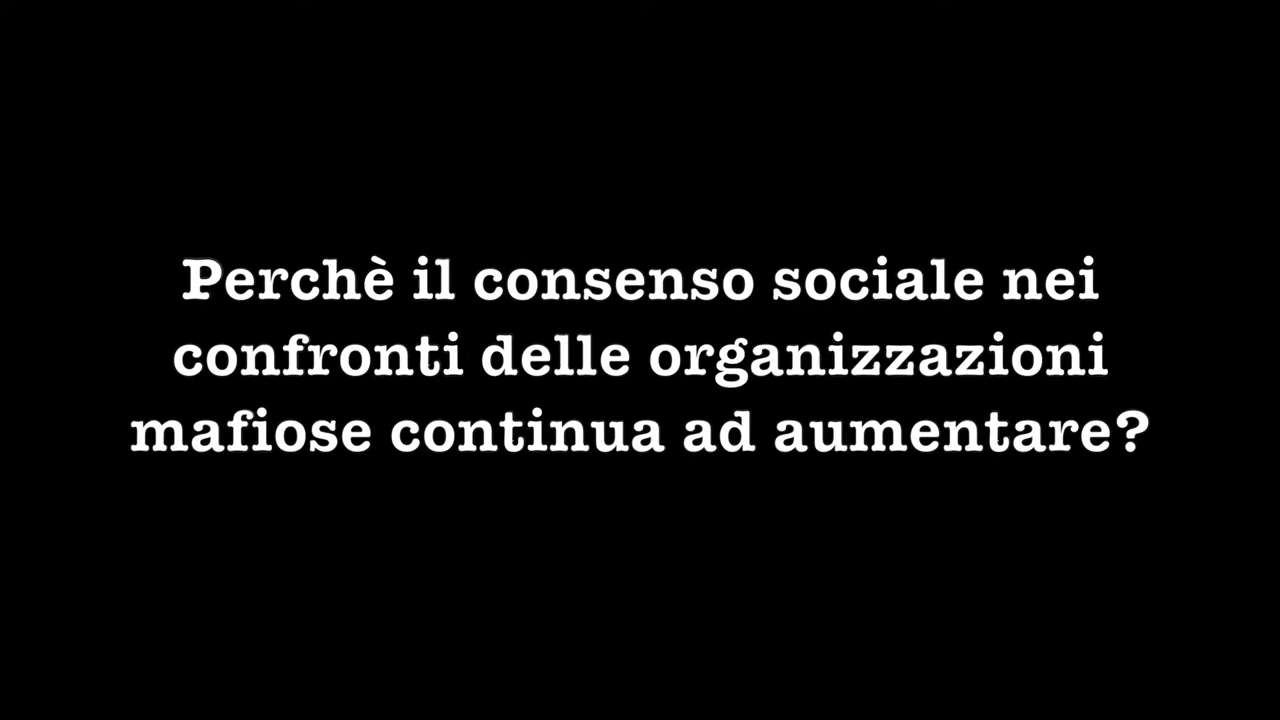 Perchè il consenso sociale nei
confronti delle organizzazioni
mafiose continua ad aumentare?